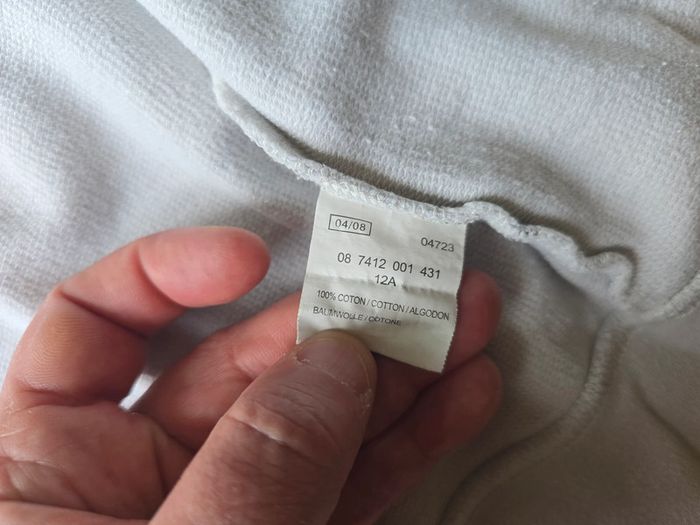 04/08
04723
08 7412 001 431
12A
100% COTON/COTTON/ALGODON
BAUMWOLLE/COTONE